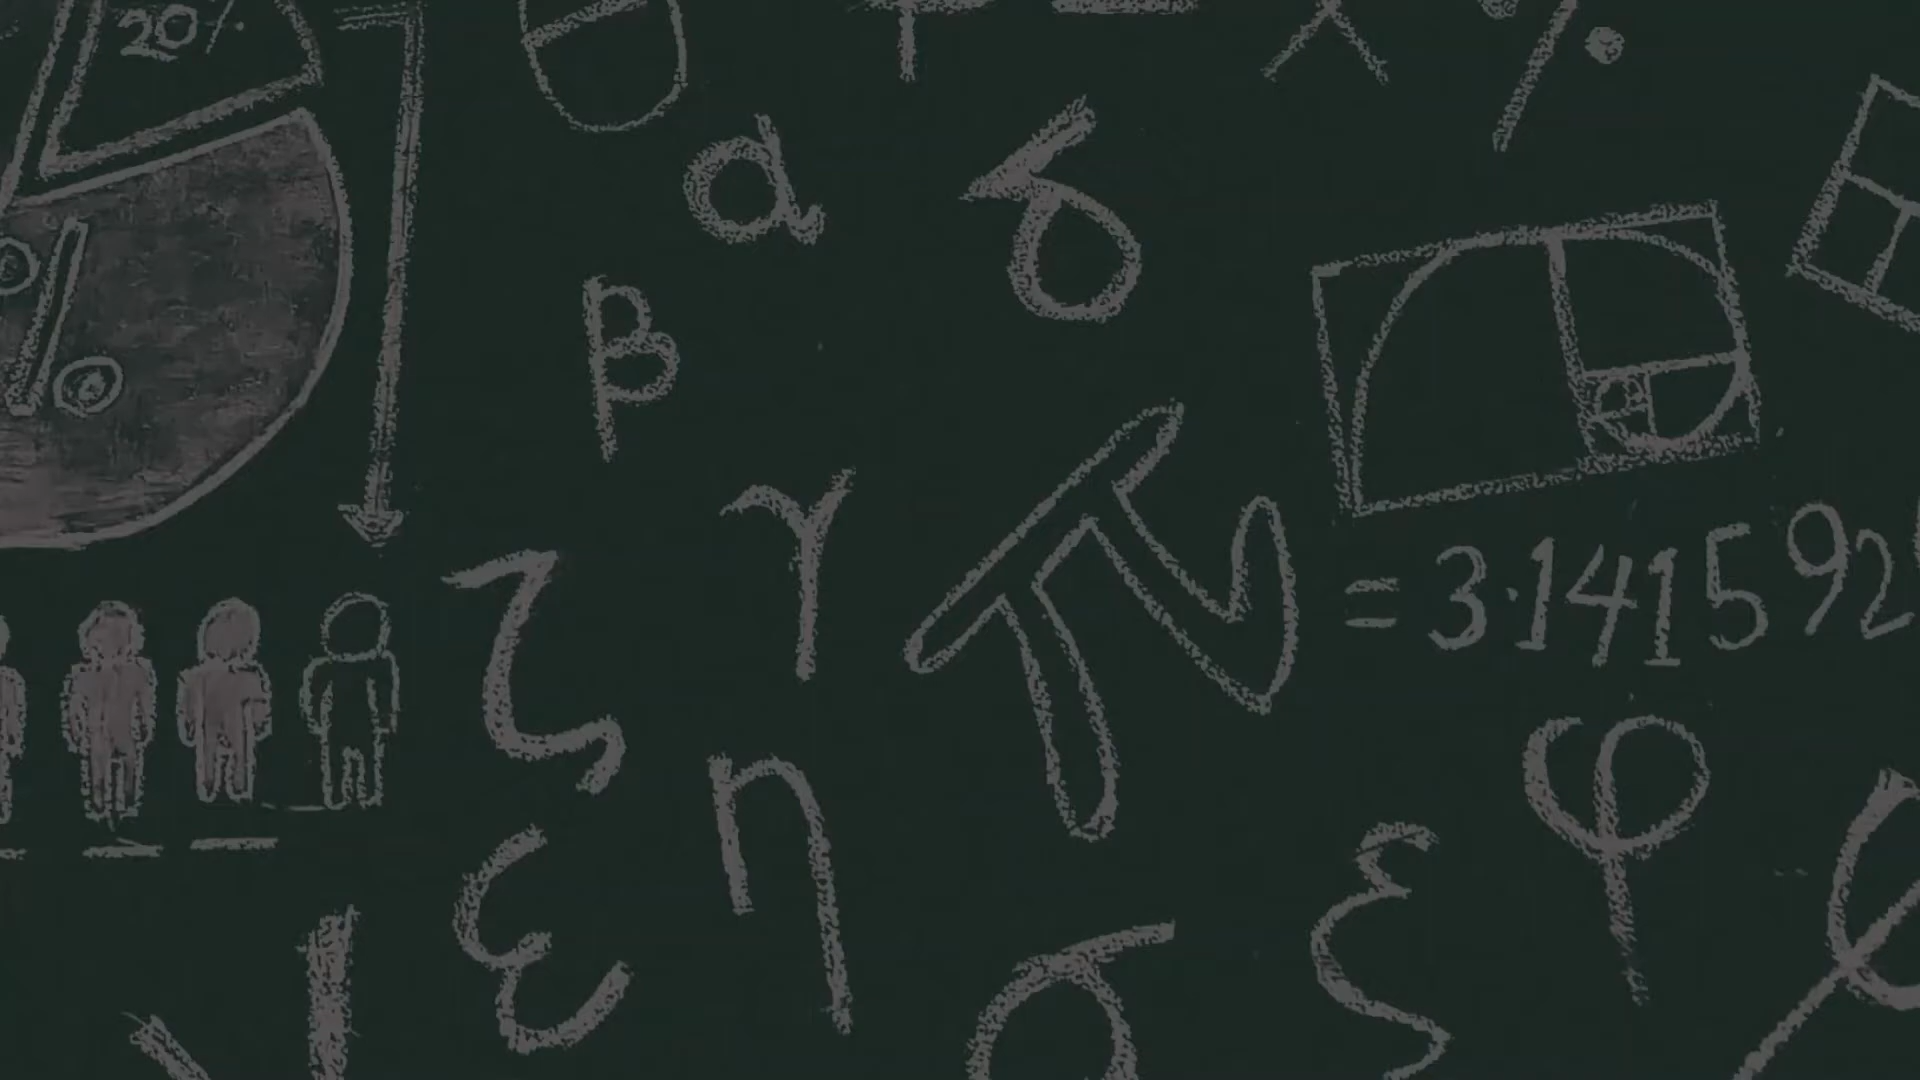 20%
θ + − × %
α δ
β
γ
π = 3·141592
ζ
η φ
ε ξ
σ